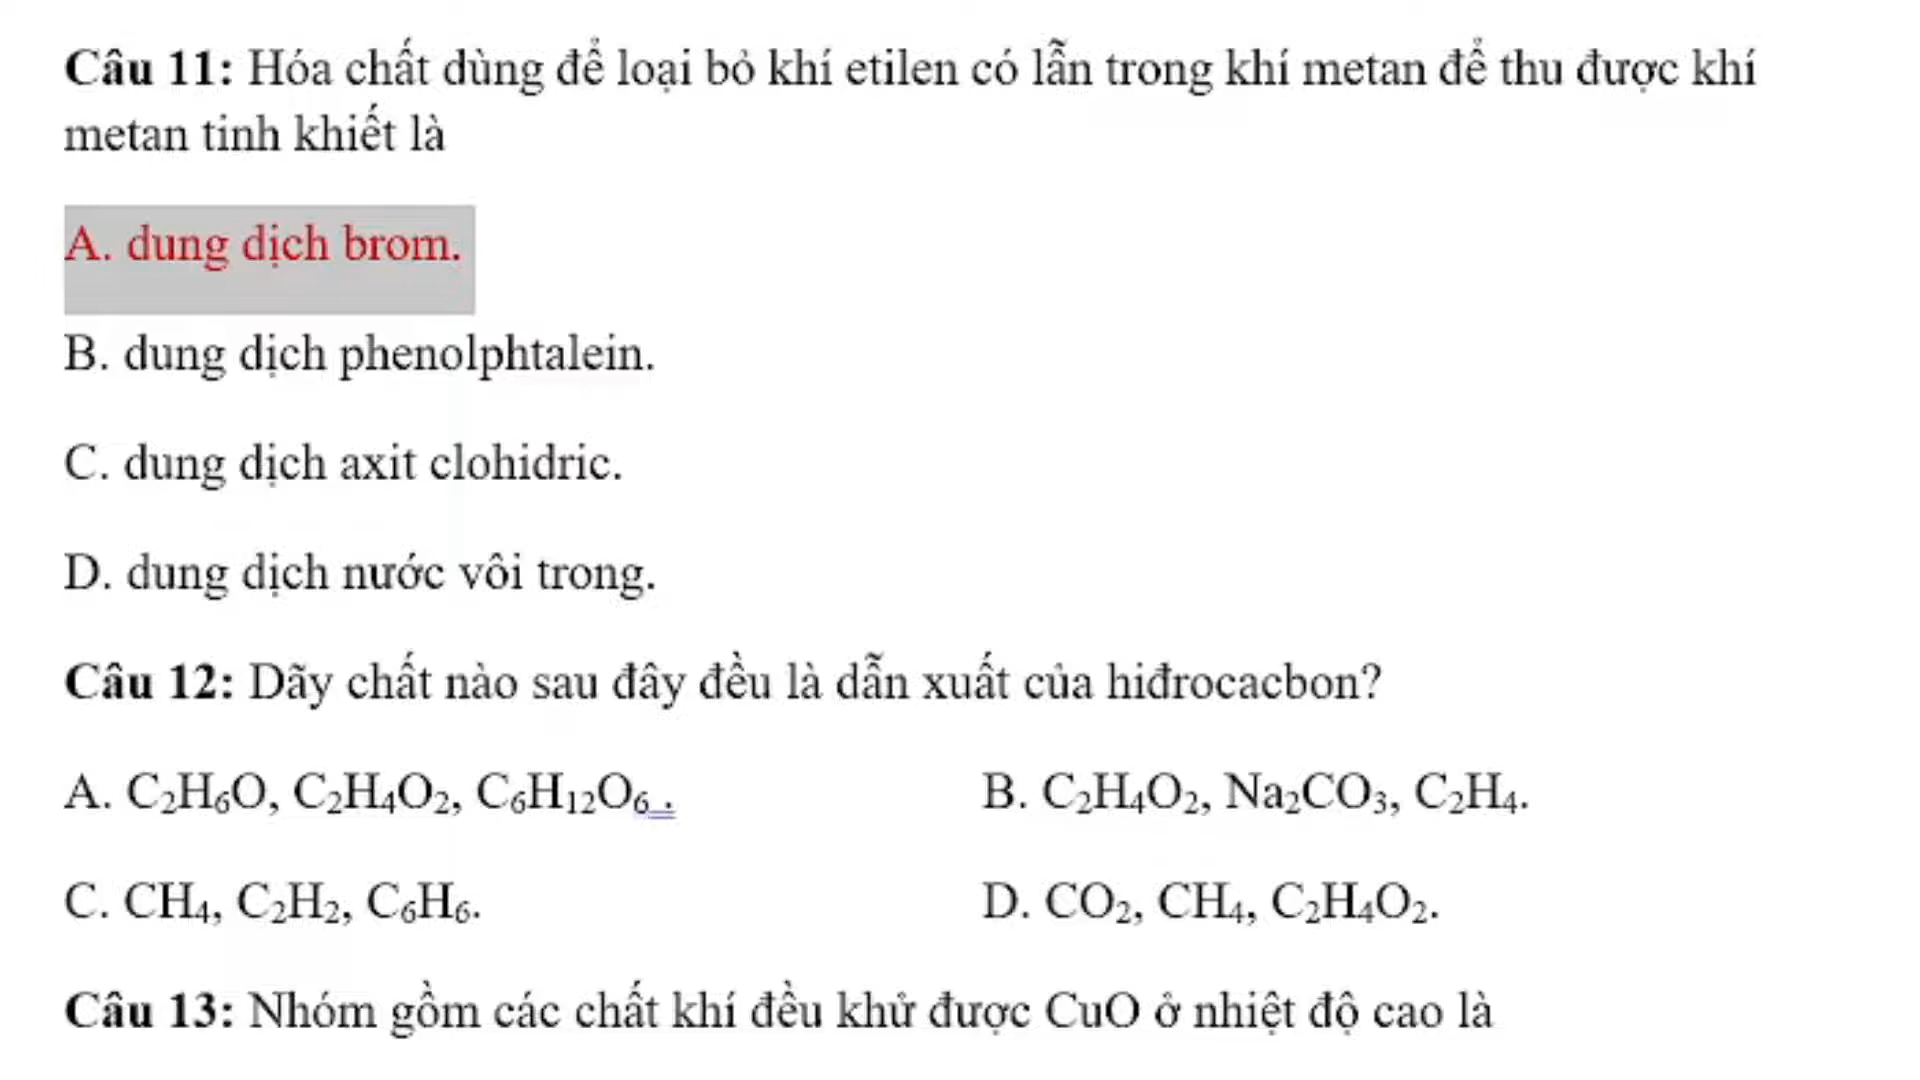 Câu 11: Hóa chất dùng để loại bỏ khí etilen có lẫn trong khí metan để thu được khí
metan tinh khiết là
A. dung dịch brom.
B. dung dịch phenolphtalein.
C. dung dịch axit clohidric.
D. dung dịch nước vôi trong.
Câu 12: Dãy chất nào sau đây đều là dẫn xuất của hiđrocacbon?
A. C₂H₆O, C₂H₄O₂, C₆H₁₂O₆ . B. C₂H₄O₂, Na₂CO₃, C₂H₄.
C. CH₄, C₂H₂, C₆H₆. D. CO₂, CH₄, C₂H₄O₂.
Câu 13: Nhóm gồm các chất khí đều khử được CuO ở nhiệt độ cao là